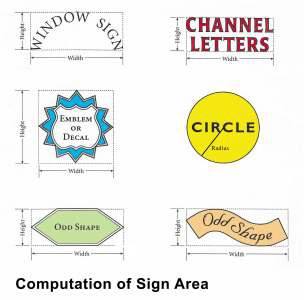 Height
WINDOW SIGN
Width
Height
CHANNEL
LETTERS
Width
Height
EMBLEM
OR
DECAL
Width
CIRCLE
Radius
Height
ODD SHAPE
Width
Height
Odd Shape
Width
Computation of Sign Area